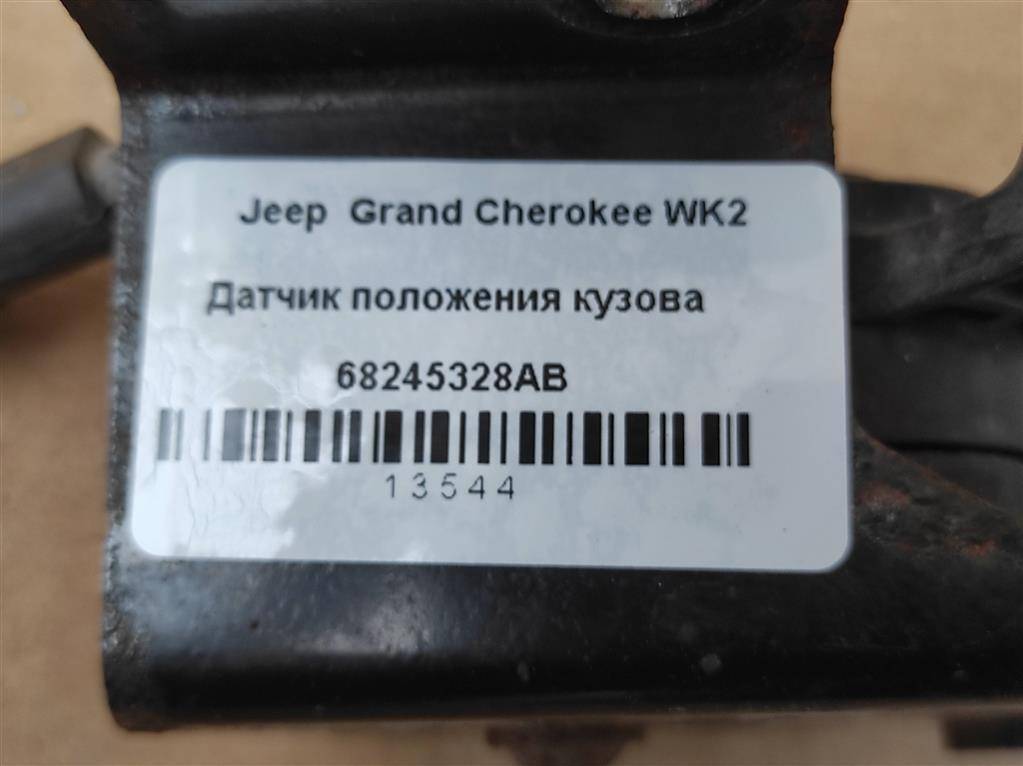 Jeep Grand Cherokee WK2
Датчик положения кузова
68245328AB
13544